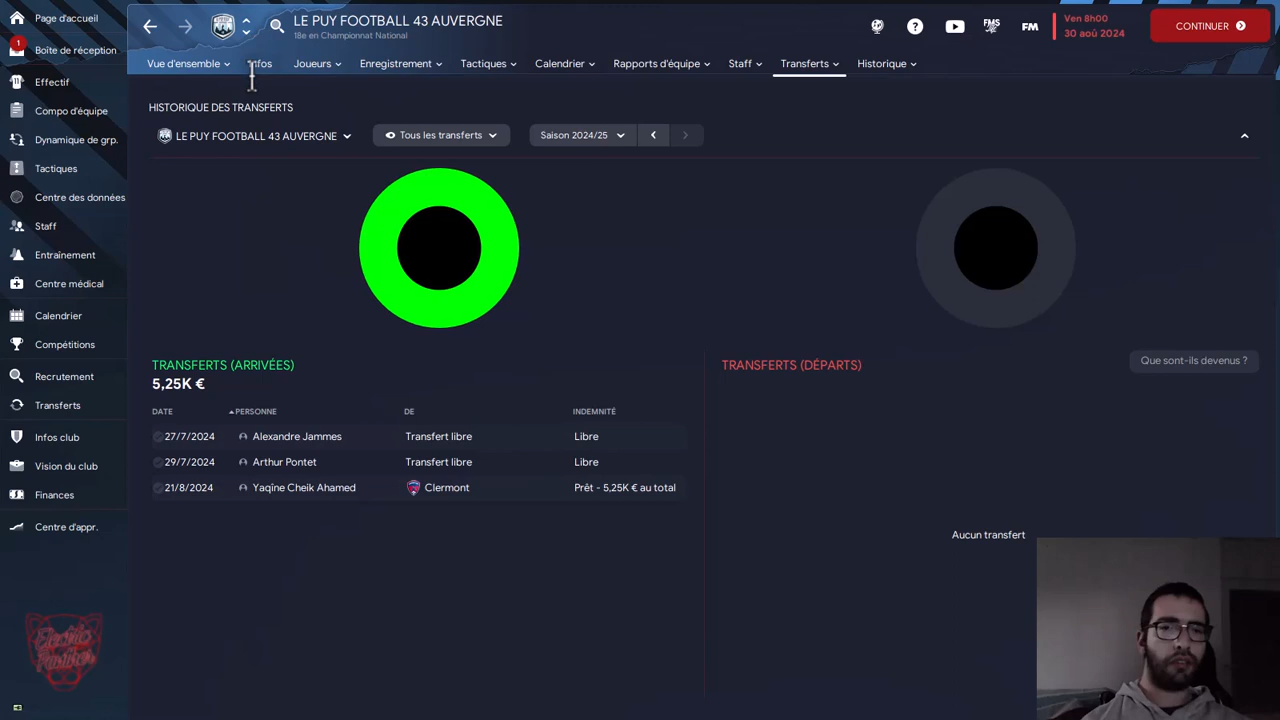 Page d'accueil
1
Boîte de réception
Effectif
Compo d'équipe
Dynamique de grp.
Tactiques
Centre des données
Staff
Entraînement
Centre médical
Calendrier
Compétitions
Recrutement
Transferts
Infos club
Vision du club
Finances
Centre d'appr.
Electric Panther
LE PUY FOOTBALL 43 AUVERGNE
18e en Championnat National
FMS
FM
Ven 8h00
30 aoû 2024
CONTINUER
Vue d'ensemble Infos Joueurs Enregistrement Tactiques Calendrier Rapports d'équipe Staff Transferts Historique
HISTORIQUE DES TRANSFERTS
LE PUY FOOTBALL 43 AUVERGNE Tous les transferts Saison 2024/25
TRANSFERTS (ARRIVÉES)
5,25K €
DATE PERSONNE DE INDEMNITÉ
27/7/2024 Alexandre Jammes Transfert libre Libre
29/7/2024 Arthur Pontet Transfert libre Libre
21/8/2024 Yaqîne Cheik Ahamed Clermont Prêt - 5,25K € au total
TRANSFERTS (DÉPARTS)
Que sont-ils devenus ?
Aucun transfert